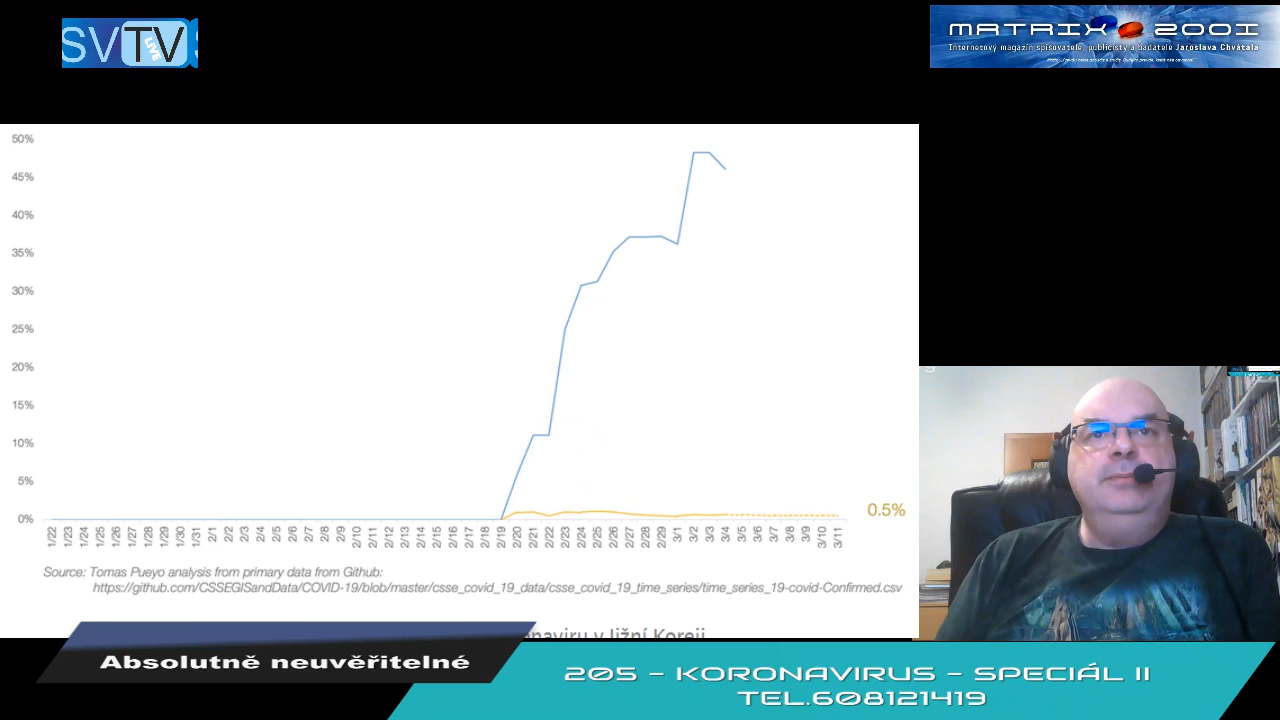 SVTV
LIVE
MATRIX 2001
Internetový magazín spisovatele, publicisty a badatele Jaroslava Chvátala
50%
45%
40%
35%
30%
25%
20%
15%
10%
5%
0%
0.5%
1/22 1/23 1/24 1/25 1/26 1/27 1/28 1/29 1/30 1/31 2/1 2/2 2/3 2/4 2/5 2/6 2/7 2/8 2/9 2/10 2/11 2/12 2/13 2/14 2/15 2/16 2/17 2/18 2/19 2/20 2/21 2/22 2/23 2/24 2/25 2/26 2/27 2/28 2/29 3/1 3/2 3/3 3/4 3/5 3/6 3/7 3/8 3/9 3/10 3/11
Source: Tomas Pueyo analysis from primary data from Github:
https://github.com/CSSEGISandData/COVID-19/blob/master/csse_covid_19_data/csse_covid_19_time_series/time_series_19-covid-Confirmed.csv
naviru v Jižní Koreji
Absolutně neuvěřitelné
205 - KORONAVIRUS - SPECIÁL II
TEL.608121419